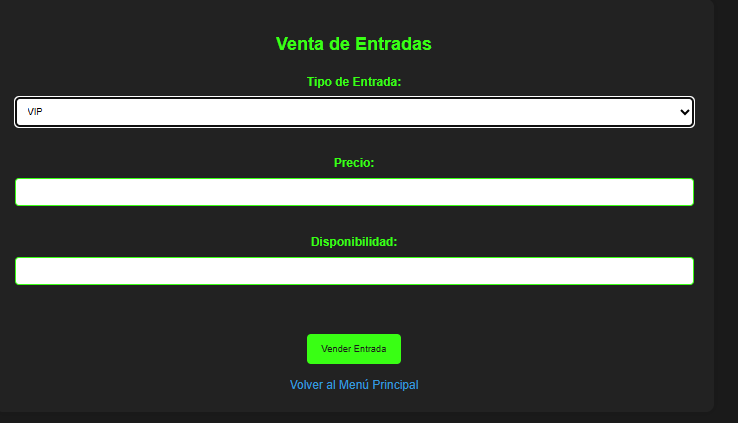 Venta de Entradas
Tipo de Entrada:
VIP
Precio:
Disponibilidad:
Vender Entrada
Volver al Menú Principal